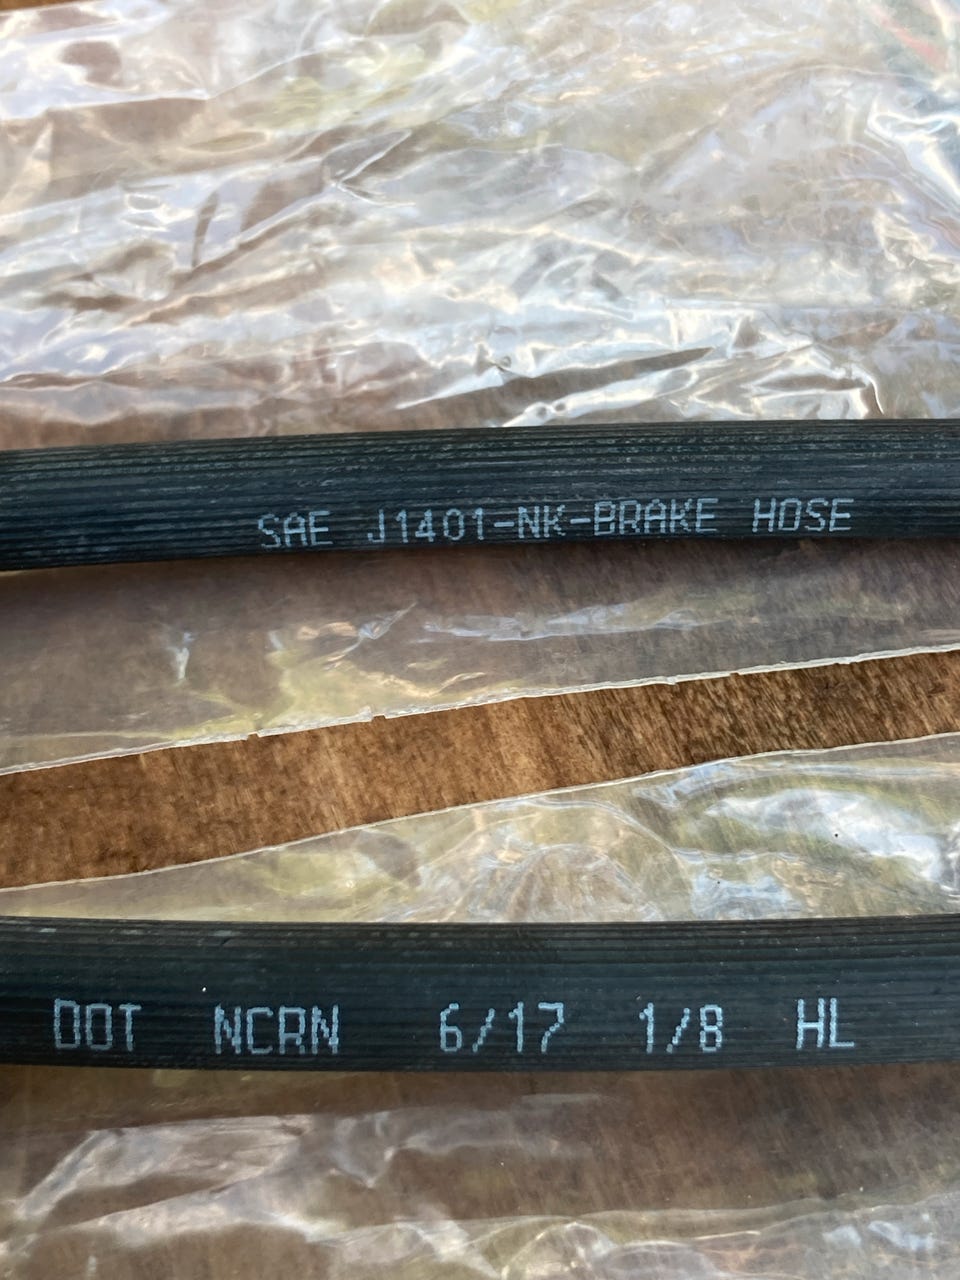 SAE J1401-NK-BRAKE HOSE
DOT NCRN 6/17 1/8 HL